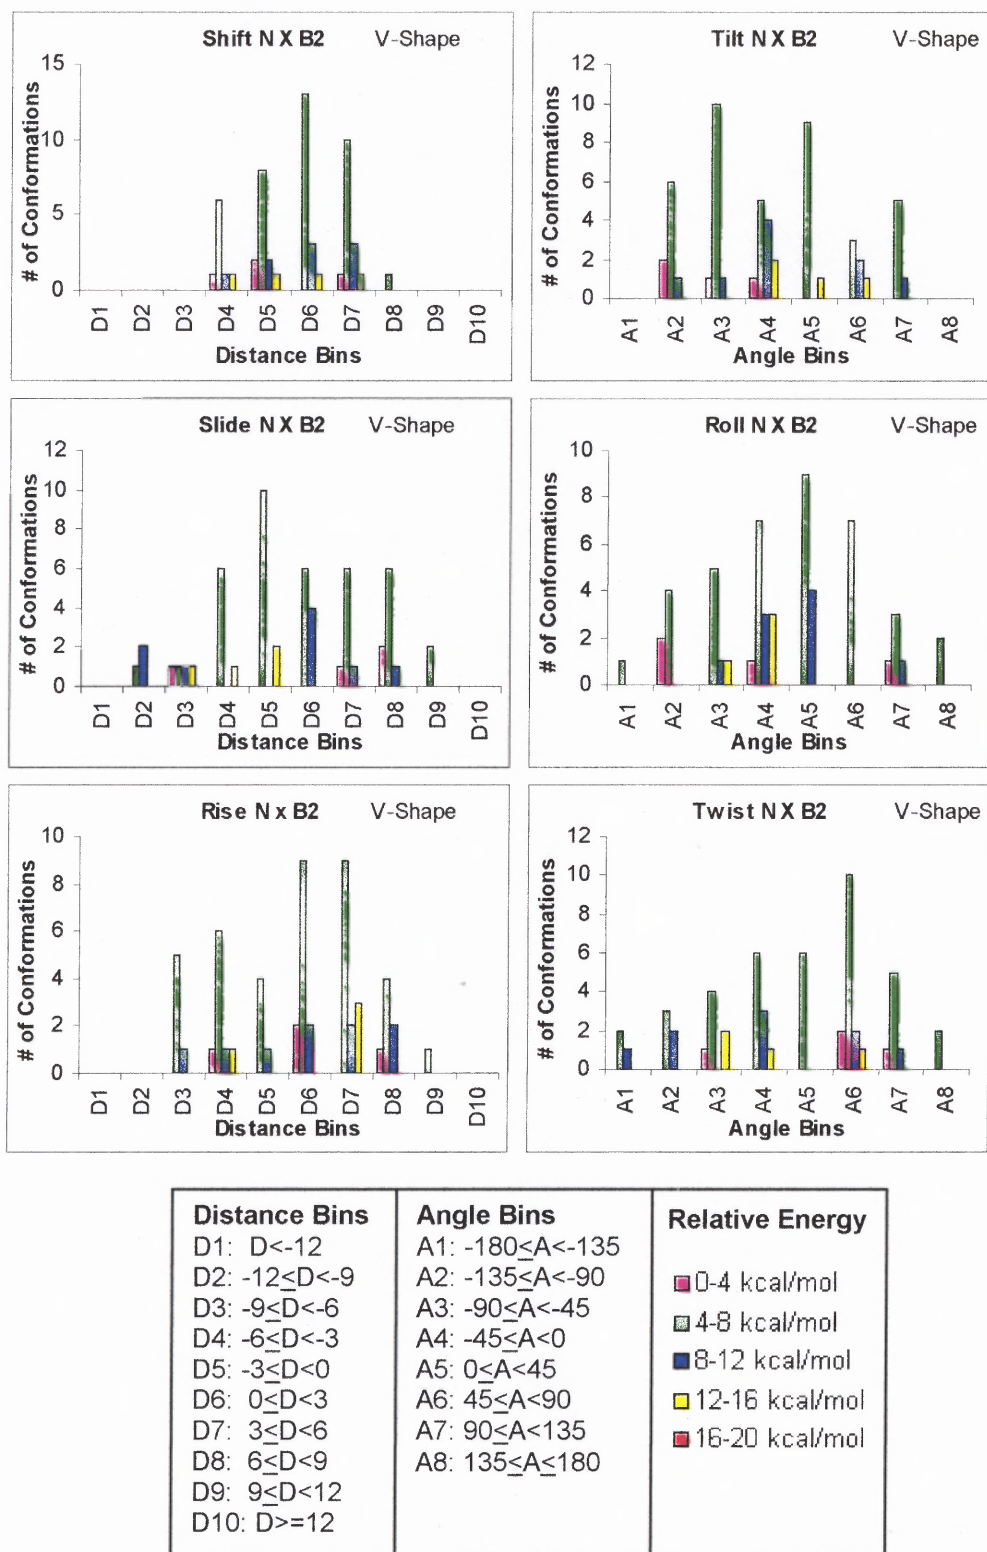 Shift N X B2 V-Shape
# of Conformations
15
10
5
0
D1 D2 D3 D4 D5 D6 D7 D8 D9 D10
Distance Bins
Tilt N X B2 V-Shape
# of Conformations
12
10
8
6
4
2
0
A1 A2 A3 A4 A5 A6 A7 A8
Angle Bins
Slide N X B2 V-Shape
# of Conformations
12
10
8
6
4
2
0
D1 D2 D3 D4 D5 D6 D7 D8 D9 D10
Distance Bins
Roll N X B2 V-Shape
# of Conformations
10
8
6
4
2
0
A1 A2 A3 A4 A5 A6 A7 A8
Angle Bins
Rise N x B2 V-Shape
# of Conformations
10
8
6
4
2
0
D1 D2 D3 D4 D5 D6 D7 D8 D9 D10
Distance Bins
Twist N X B2 V-Shape
# of Conformations
12
10
8
6
4
2
0
A1 A2 A3 A4 A5 A6 A7 A8
Angle Bins
Distance Bins
D1: D<-12
D2: -12≤D<-9
D3: -9≤D<-6
D4: -6≤D<-3
D5: -3≤D<0
D6: 0≤D<3
D7: 3≤D<6
D8: 6≤D<9
D9: 9≤D<12
D10: D>=12
Angle Bins
A1: -180≤A<-135
A2: -135≤A<-90
A3: -90≤A<-45
A4: -45≤A<0
A5: 0≤A<45
A6: 45≤A<90
A7: 90≤A<135
A8: 135≤A≤180
Relative Energy
0-4 kcal/mol
4-8 kcal/mol
8-12 kcal/mol
12-16 kcal/mol
16-20 kcal/mol